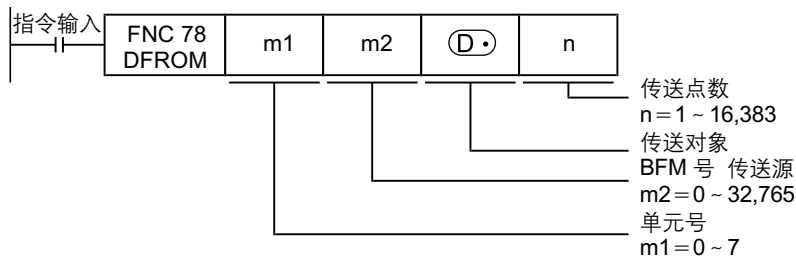 指令输入
FNC 78
DFROM
m1
m2
D·
n
传送点数
n=1~16,383
传送对象
BFM 号 传送源
m2=0~32,765
单元号
m1=0~7